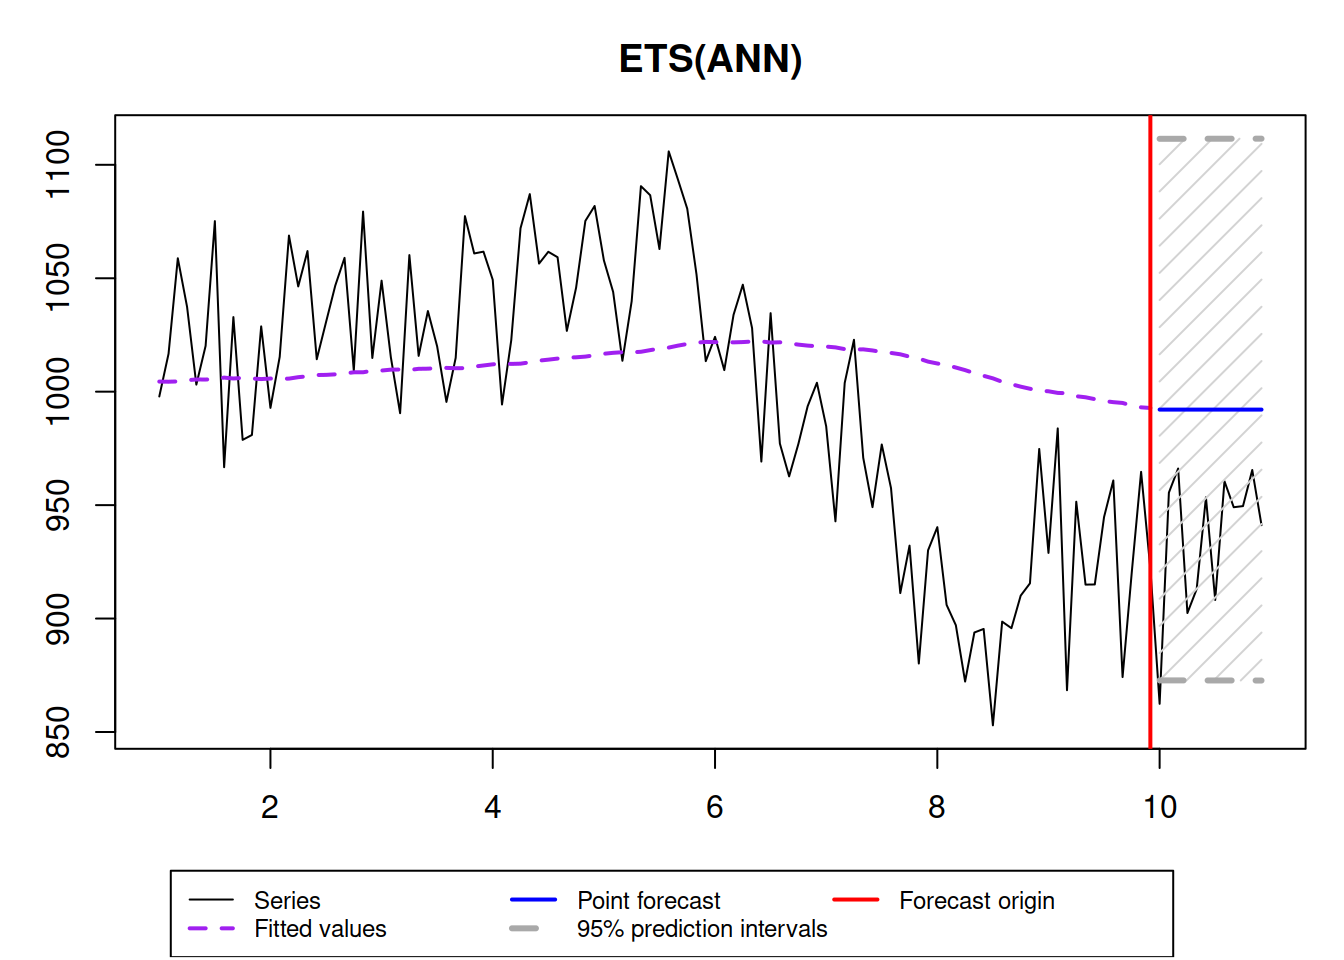 ETS(ANN)
1100
1050
1000
950
900
850
2 4 6 8 10
Series Point forecast Forecast origin
Fitted values 95% prediction intervals